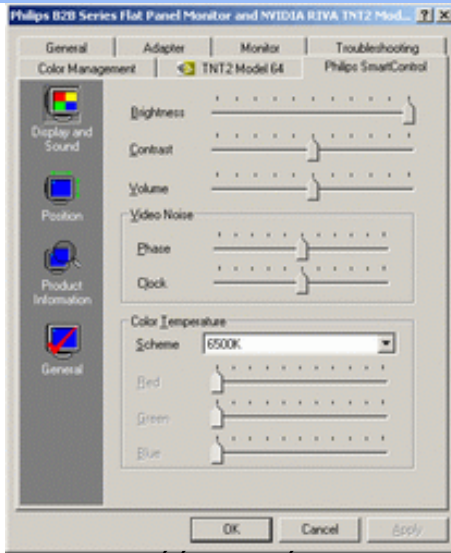 Philips B2B Series Flat Panel Monitor and NVIDIA RIVA TNT2 Mod...
General Adapter Monitor Troubleshooting
Color Management TNT2 Model 64 Philips SmartControl
Display and Sound
Position
Product Information
General
Brightness
Contrast
Volume
Video Noise
Phase
Clock
Color Temperature
Scheme 6500K
Red
Green
Blue
OK Cancel Apply